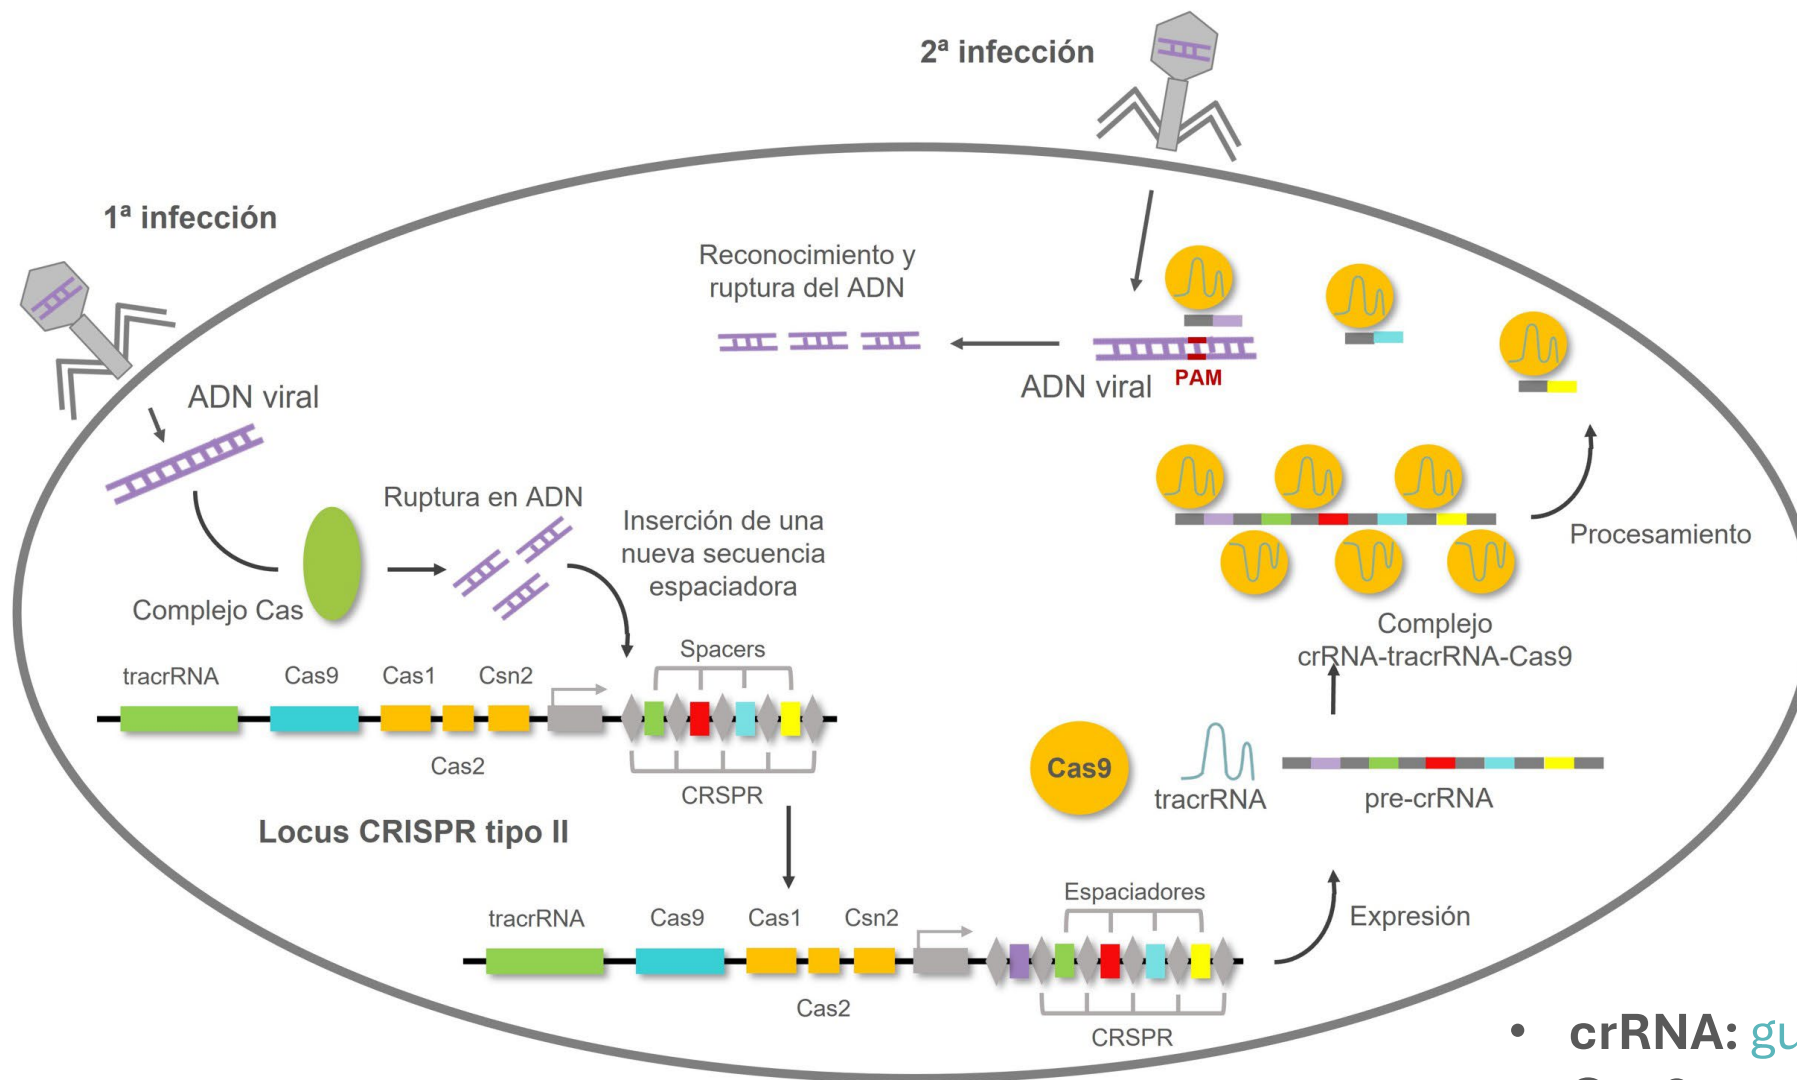 2ª infección
1ª infección
Reconocimiento y
ruptura del ADN
ADN viral
PAM
ADN viral
Ruptura en ADN
Inserción de una
nueva secuencia
espaciadora
Complejo Cas
Procesamiento
Complejo
crRNA-tracrRNA-Cas9
Spacers
tracrRNA
Cas9
Cas1
Csn2
Cas2
CRSPR
Locus CRISPR tipo II
Cas9
tracrRNA
pre-crRNA
Espaciadores
tracrRNA
Cas9
Cas1
Csn2
Expresión
Cas2
CRSPR
• crRNA: gu